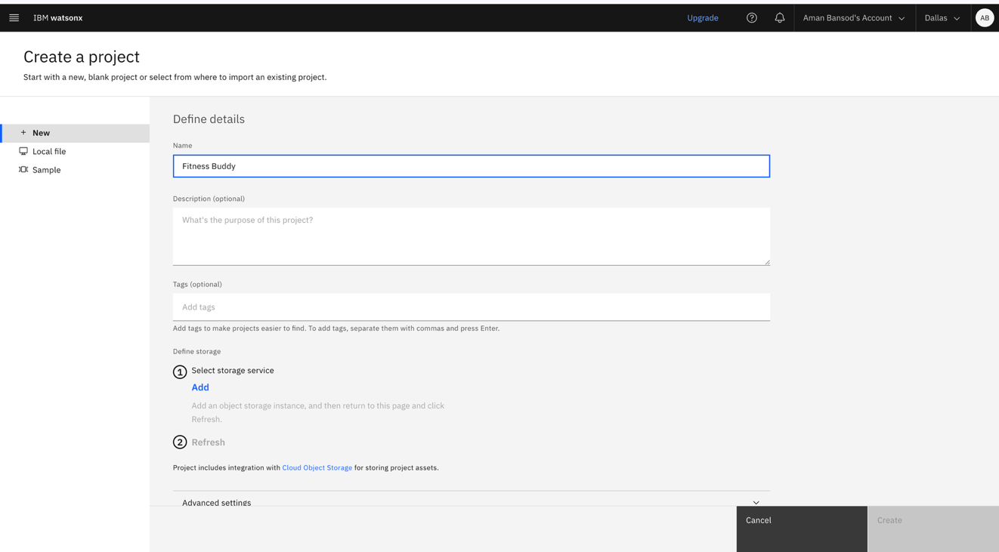 IBM watsonx
Upgrade
Aman Bansod's Account
Dallas
AB
Create a project
Start with a new, blank project or select from where to import an existing project.
+ New
Local file
Sample
Define details
Name
Fitness Buddy
Description (optional)
What's the purpose of this project?
Tags (optional)
Add tags
Add tags to make projects easier to find. To add tags, separate them with commas and press Enter.
Define storage
1 Select storage service
Add
Add an object storage instance, and then return to this page and click
Refresh.
2 Refresh
Project includes integration with Cloud Object Storage for storing project assets.
Advanced settings
Cancel
Create